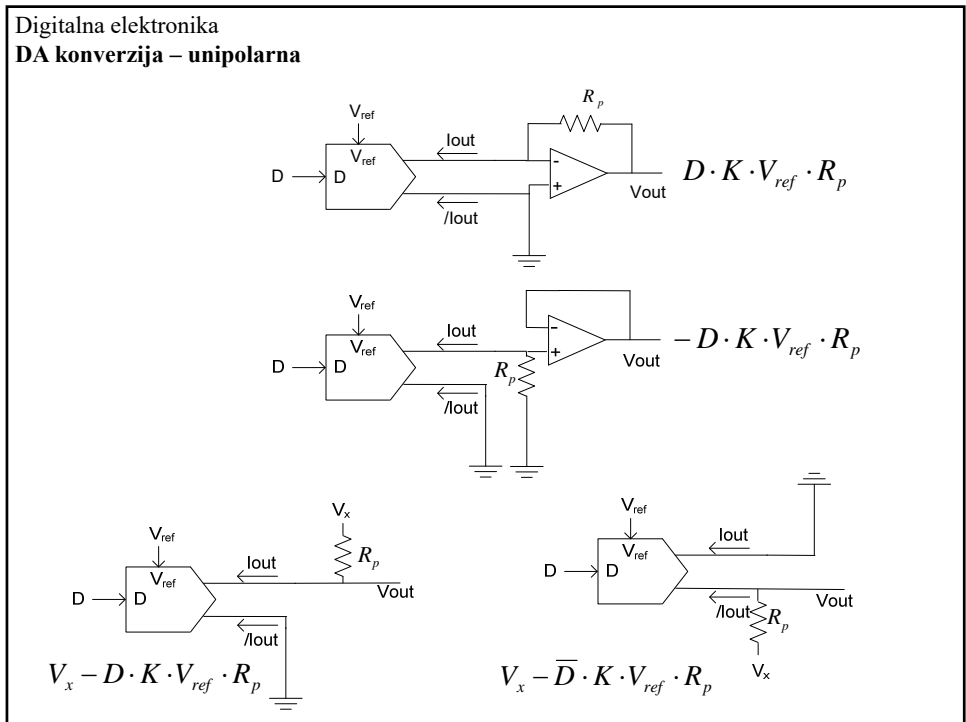 Digitalna elektronika
DA konverzija – unipolarna
R_p
V_ref
Iout
V_ref
D
D
-
+
Vout
D · K · V_ref · R_p
/Iout
V_ref
Iout
V_ref
D
D
-
+
Vout
− D · K · V_ref · R_p
R_p
/Iout
V_x
V_ref
Iout
R_p
V_ref
D
D
Vout
/Iout
V_x − D · K · V_ref · R_p
V_ref
Iout
V_ref
D
D
Vout
/Iout
R_p
V_x
V_x − D̅ · K · V_ref · R_p